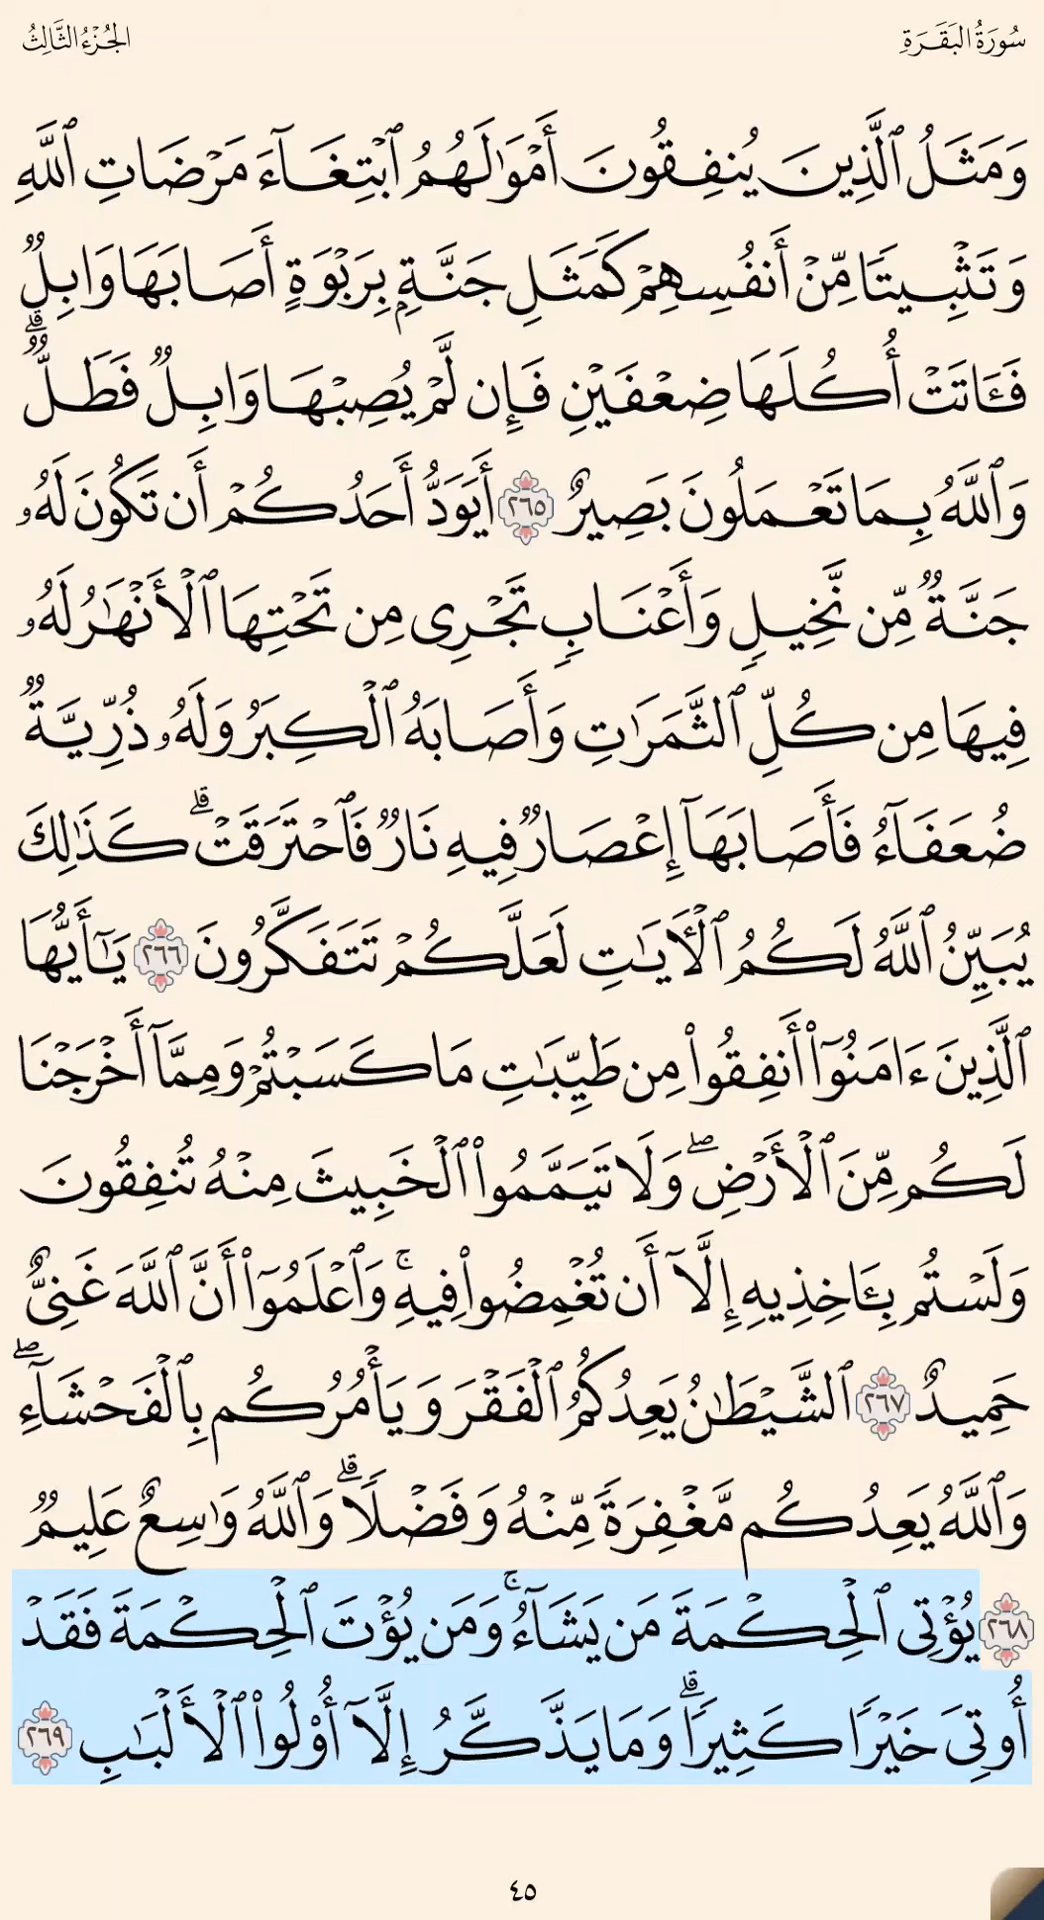 سُورَةُ البَقَرَةِ
الجُزْءُ الثَّالِثُ
وَمَثَلُ ٱلَّذِينَ يُنفِقُونَ أَمْوَٰلَهُمُ ٱبْتِغَآءَ مَرْضَاتِ ٱللَّهِ
وَتَثْبِيتًا مِّنْ أَنفُسِهِمْ كَمَثَلِ جَنَّةٍۭ بِرَبْوَةٍ أَصَابَهَا وَابِلٌ
فَـَٔاتَتْ أُكُلَهَا ضِعْفَيْنِ فَإِن لَّمْ يُصِبْهَا وَابِلٌ فَطَلٌّ ۗ
وَٱللَّهُ بِمَا تَعْمَلُونَ بَصِيرٌ ٢٦٥ أَيَوَدُّ أَحَدُكُمْ أَن تَكُونَ لَهُۥ
جَنَّةٌ مِّن نَّخِيلٍ وَأَعْنَابٍ تَجْرِى مِن تَحْتِهَا ٱلْأَنْهَٰرُ لَهُۥ
فِيهَا مِن كُلِّ ٱلثَّمَرَٰتِ وَأَصَابَهُ ٱلْكِبَرُ وَلَهُۥ ذُرِّيَّةٌ
ضُعَفَآءُ فَأَصَابَهَآ إِعْصَارٌ فِيهِ نَارٌ فَٱحْتَرَقَتْ ۗ كَذَٰلِكَ
يُبَيِّنُ ٱللَّهُ لَكُمُ ٱلْـَٔايَٰتِ لَعَلَّكُمْ تَتَفَكَّرُونَ ٢٦٦ يَٰٓأَيُّهَا
ٱلَّذِينَ ءَامَنُوٓا۟ أَنفِقُوا۟ مِن طَيِّبَٰتِ مَا كَسَبْتُمْ وَمِمَّآ أَخْرَجْنَا
لَكُم مِّنَ ٱلْأَرْضِ ۖ وَلَا تَيَمَّمُوا۟ ٱلْخَبِيثَ مِنْهُ تُنفِقُونَ
وَلَسْتُم بِـَٔاخِذِيهِ إِلَّآ أَن تُغْمِضُوا۟ فِيهِ ۚ وَٱعْلَمُوٓا۟ أَنَّ ٱللَّهَ غَنِىٌّ
حَمِيدٌ ٢٦٧ ٱلشَّيْطَٰنُ يَعِدُكُمُ ٱلْفَقْرَ وَيَأْمُرُكُم بِٱلْفَحْشَآءِ ۖ
وَٱللَّهُ يَعِدُكُم مَّغْفِرَةً مِّنْهُ وَفَضْلًا ۗ وَٱللَّهُ وَٰسِعٌ عَلِيمٌ
٢٦٨ يُؤْتِى ٱلْحِكْمَةَ مَن يَشَآءُ ۚ وَمَن يُؤْتَ ٱلْحِكْمَةَ فَقَدْ
أُوتِىَ خَيْرًا كَثِيرًا ۗ وَمَا يَذَّكَّرُ إِلَّآ أُو۟لُوا۟ ٱلْأَلْبَٰبِ ٢٦٩
٤٥